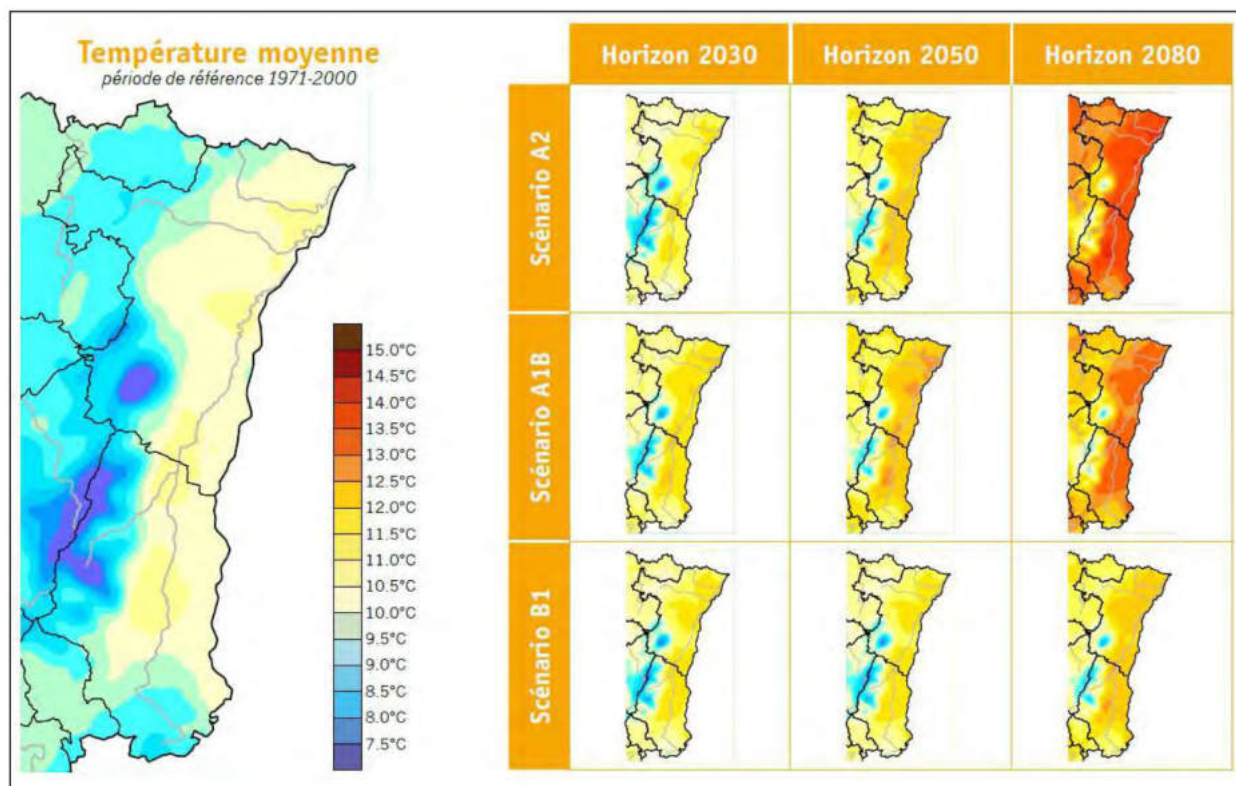 Température moyenne
période de référence 1971-2000
15.0°C
14.5°C
14.0°C
13.5°C
13.0°C
12.5°C
12.0°C
11.5°C
11.0°C
10.5°C
10.0°C
9.5°C
9.0°C
8.5°C
8.0°C
7.5°C
Horizon 2030
Horizon 2050
Horizon 2080
Scénario A2
Scénario A1B
Scénario B1